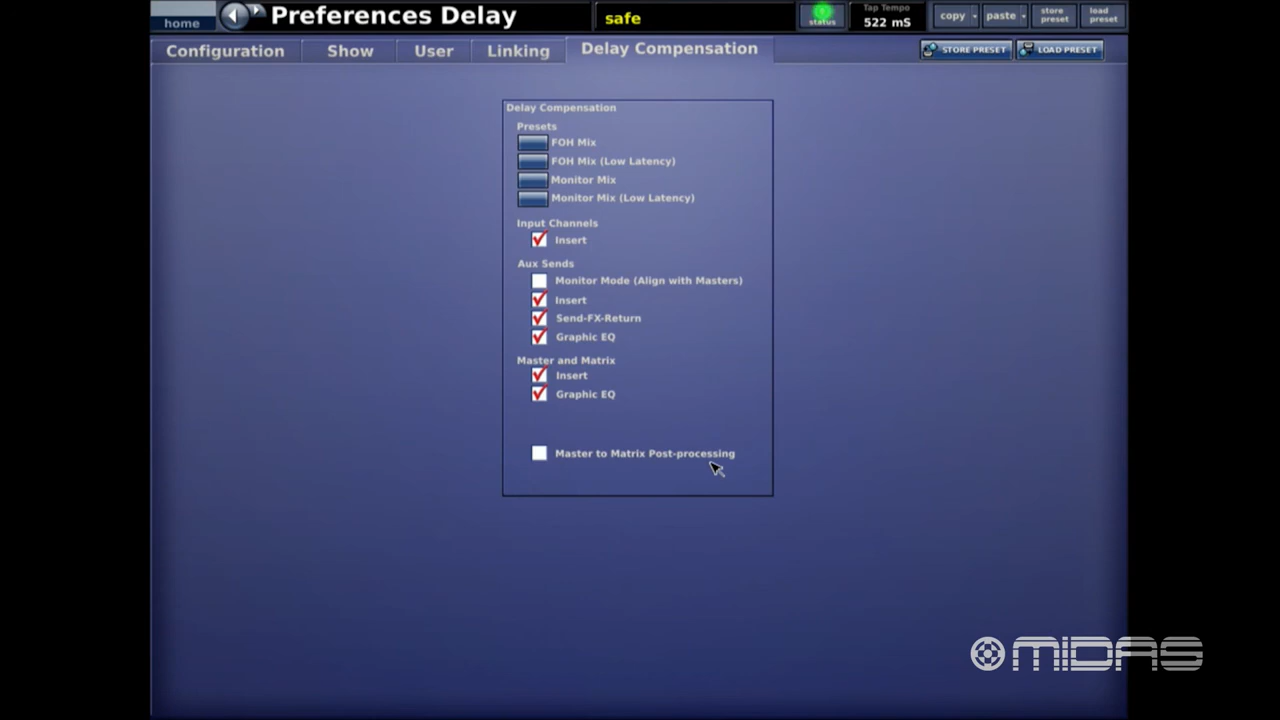 home
Preferences Delay
safe
status
Tap Tempo
522 mS
copy
paste
store preset
load preset
Configuration
Show
User
Linking
Delay Compensation
STORE PRESET
LOAD PRESET
Delay Compensation
Presets
FOH Mix
FOH Mix (Low Latency)
Monitor Mix
Monitor Mix (Low Latency)
Input Channels
Insert
Aux Sends
Monitor Mode (Align with Masters)
Insert
Send-FX-Return
Graphic EQ
Master and Matrix
Insert
Graphic EQ
Master to Matrix Post-processing
MIDAS